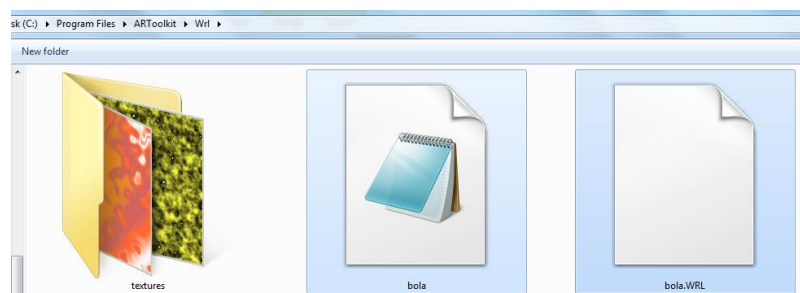 sk (C:) ▸ Program Files ▸ ARToolkit ▸ Wrl ▸
New folder
textures
bola
bola.WRL